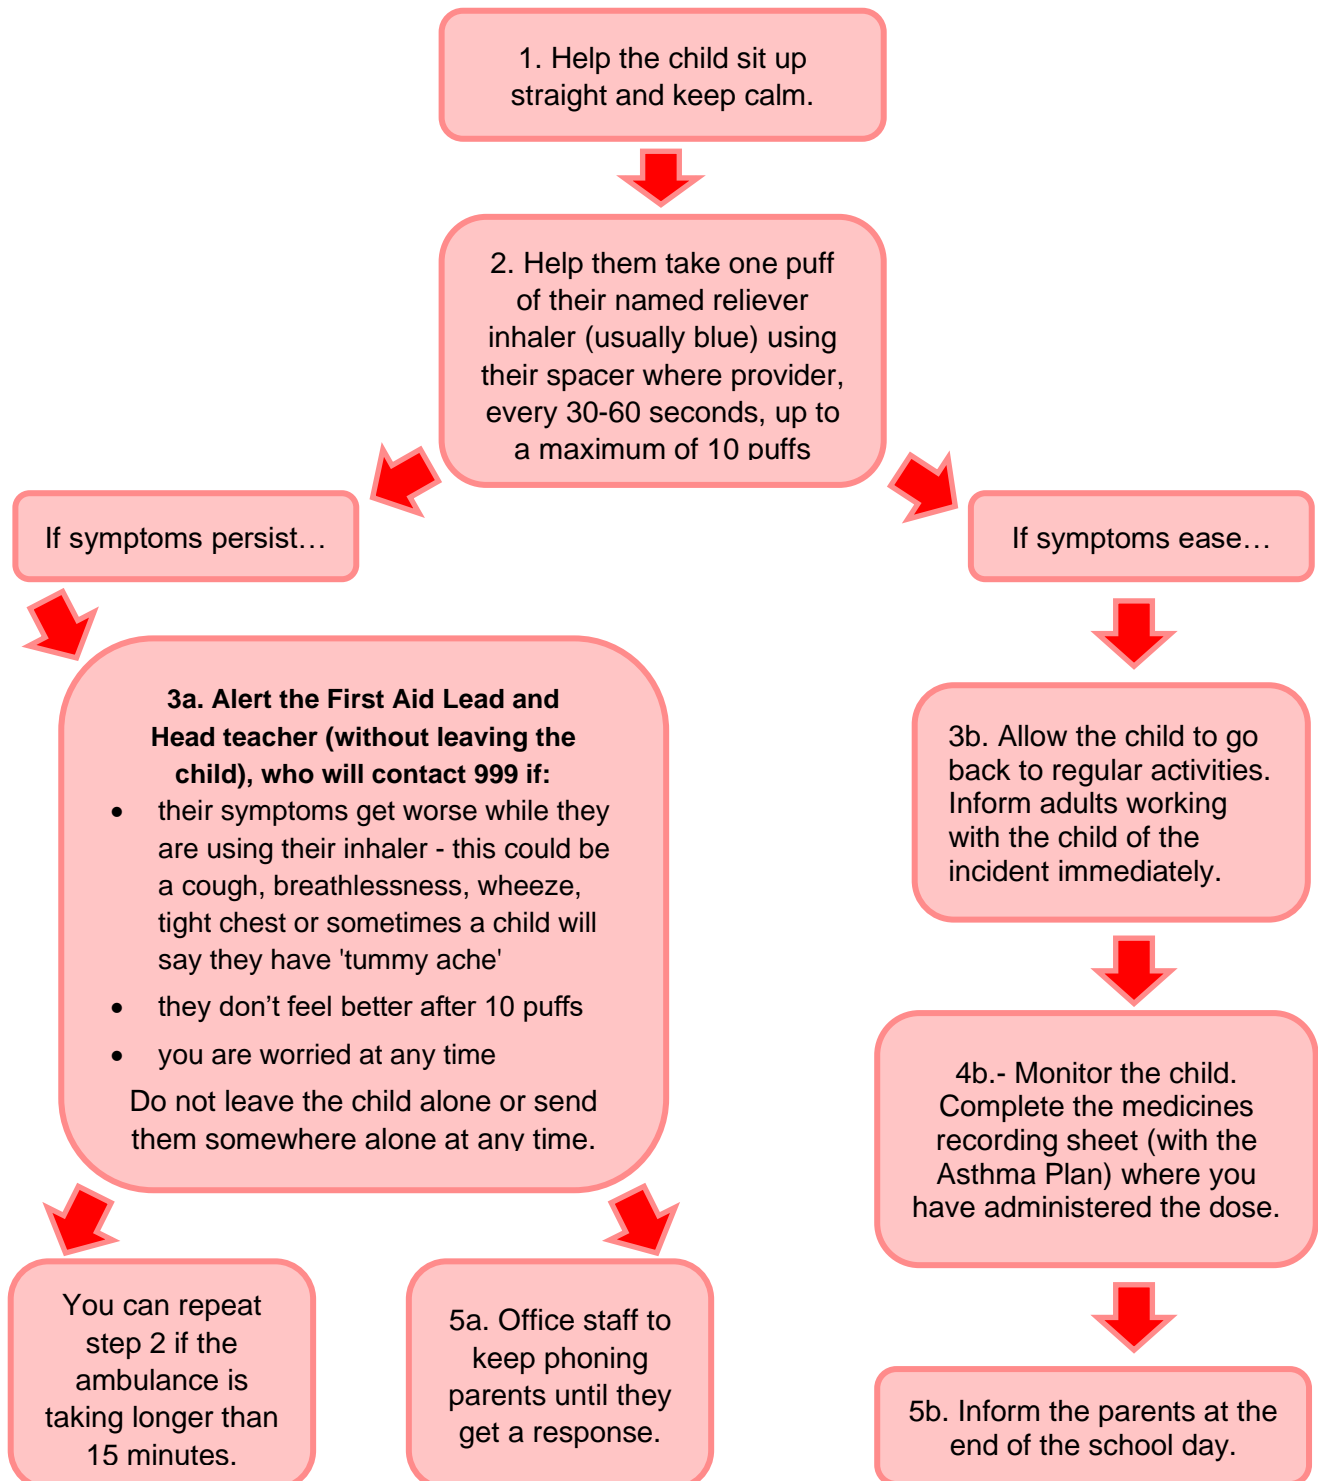 1. Help the child sit up
straight and keep calm.
2. Help them take one puff
of their named reliever
inhaler (usually blue) using
their spacer where provider,
every 30-60 seconds, up to
a maximum of 10 puffs
If symptoms persist…
If symptoms ease…
3a. Alert the First Aid Lead and
Head teacher (without leaving the
child), who will contact 999 if:
• their symptoms get worse while they
are using their inhaler - this could be
a cough, breathlessness, wheeze,
tight chest or sometimes a child will
say they have 'tummy ache'
• they don’t feel better after 10 puffs
• you are worried at any time
Do not leave the child alone or send
them somewhere alone at any time.
3b. Allow the child to go
back to regular activities.
Inform adults working
with the child of the
incident immediately.
4b.- Monitor the child.
Complete the medicines
recording sheet (with the
Asthma Plan) where you
have administered the dose.
You can repeat
step 2 if the
ambulance is
taking longer than
15 minutes.
5a. Office staff to
keep phoning
parents until they
get a response.
5b. Inform the parents at the
end of the school day.